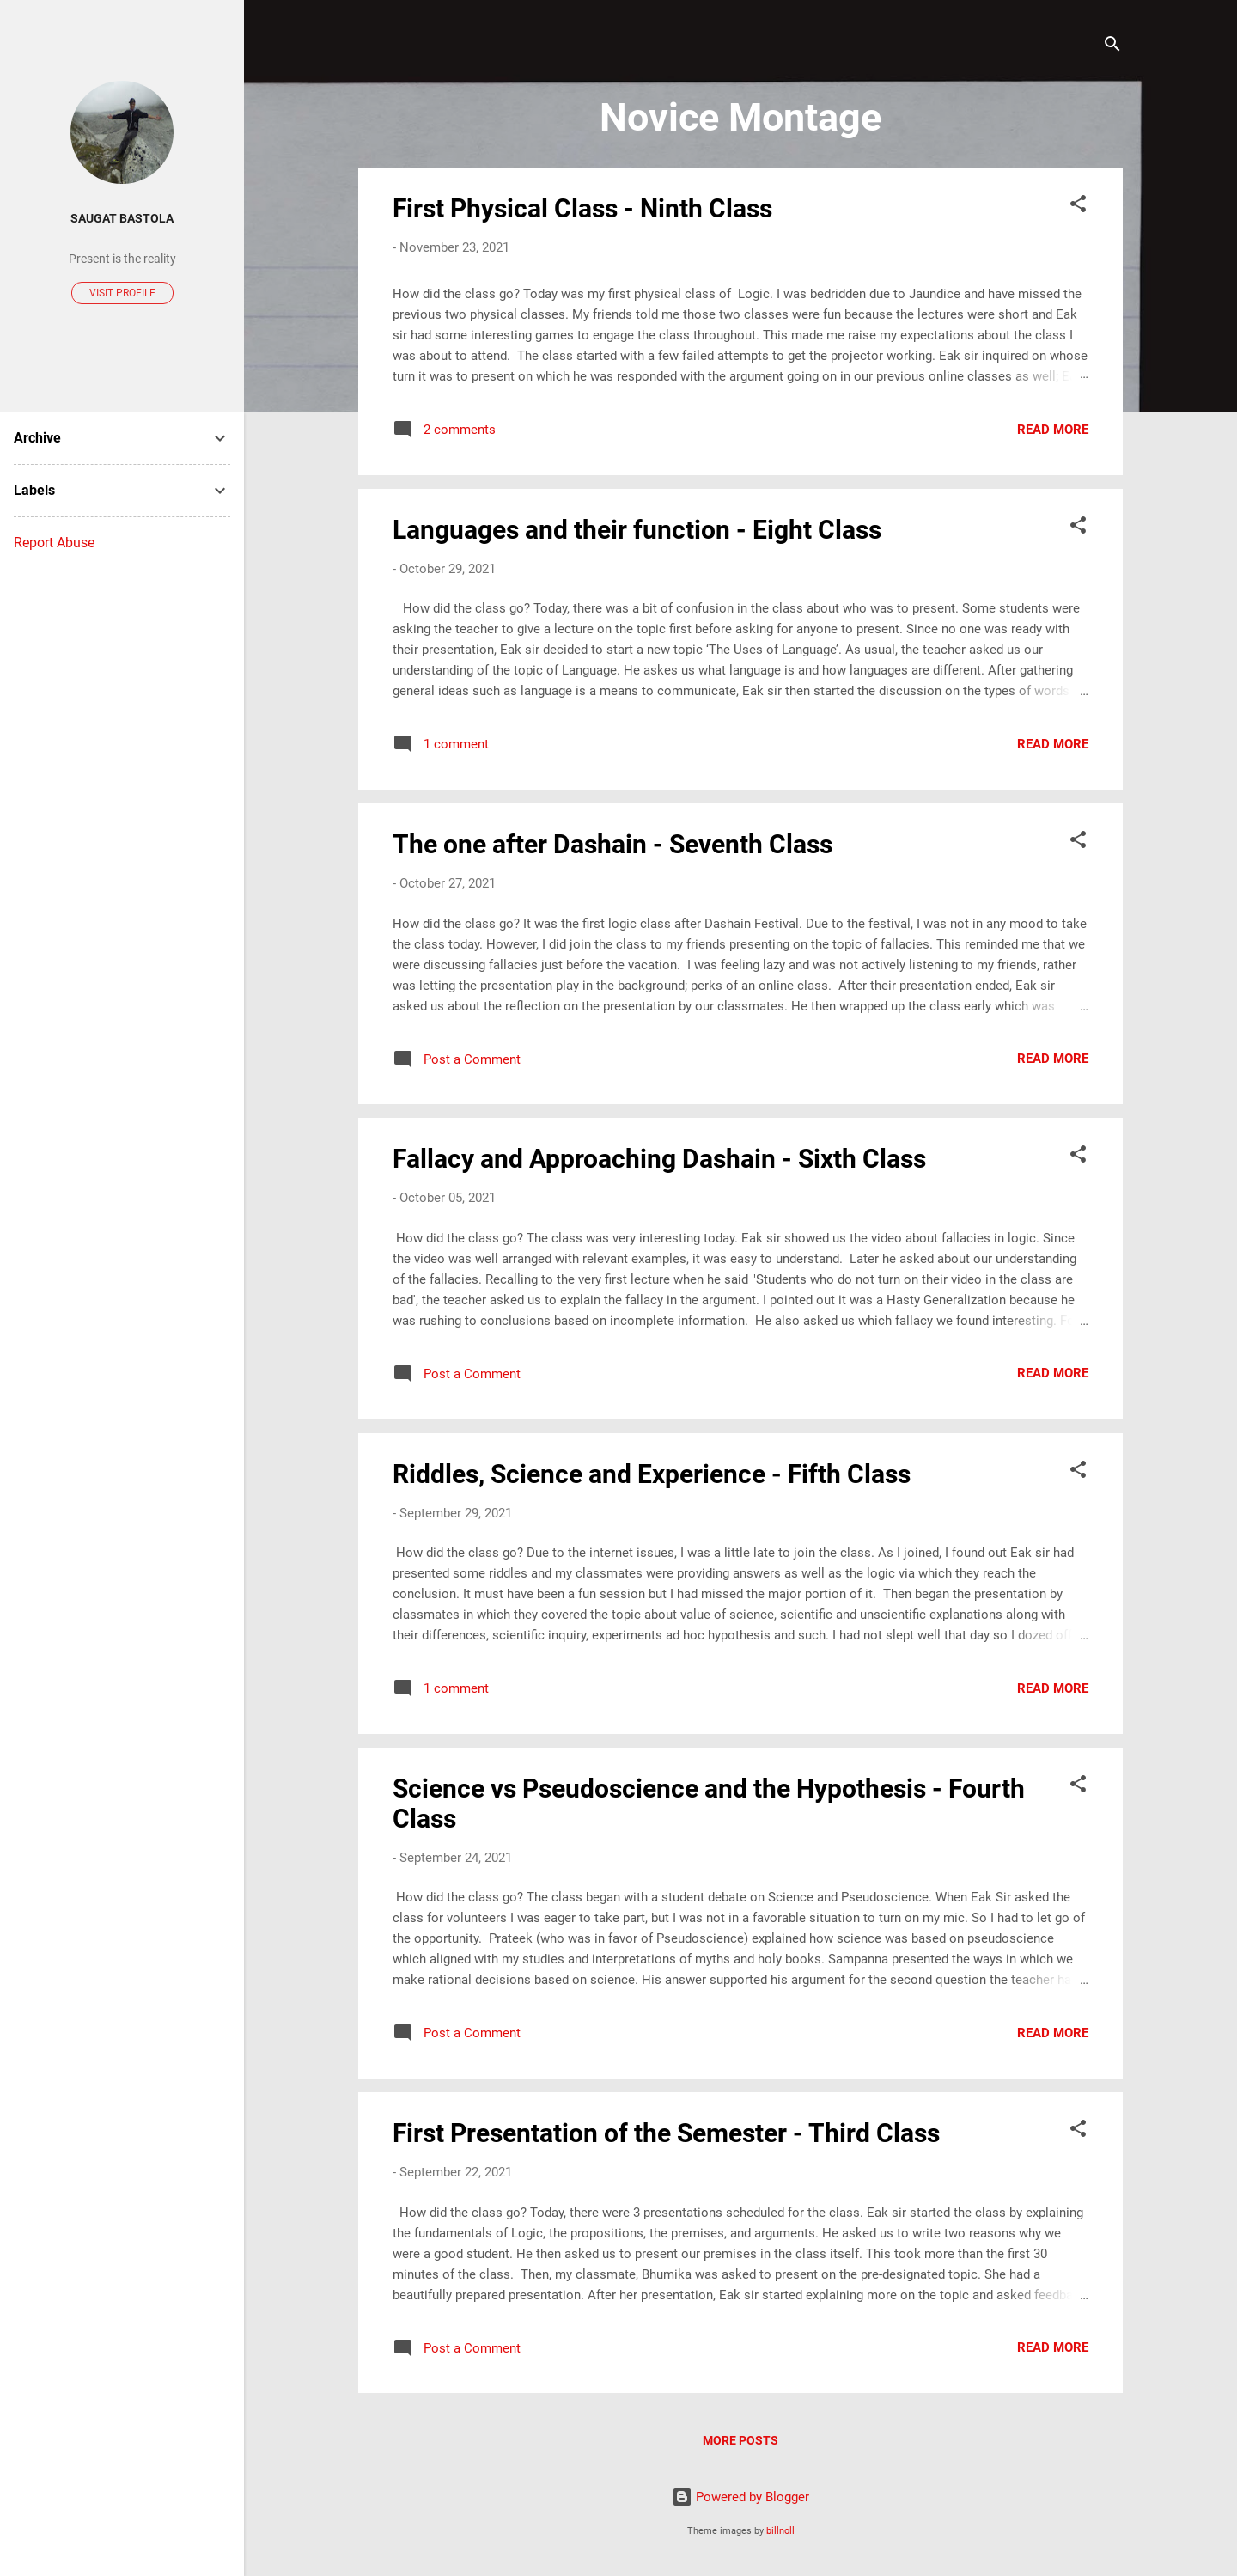 SAUGAT BASTOLA
Present is the reality
VISIT PROFILE
Archive
Labels
Report Abuse
Novice Montage
First Physical Class - Ninth Class
- November 23, 2021
How did the class go? Today was my first physical class of  Logic. I was bedridden due to Jaundice and have missed the
previous two physical classes. My friends told me those two classes were fun because the lectures were short and Eak
sir had some interesting games to engage the class throughout. This made me raise my expectations about the class I
was about to attend.  The class started with a few failed attempts to get the projector working. Eak sir inquired on whose
turn it was to present on which he was responded with the argument going on in our previous online classes as well; …
2 comments
READ MORE
Languages and their function - Eight Class
- October 29, 2021
How did the class go? Today, there was a bit of confusion in the class about who was to present. Some students were
asking the teacher to give a lecture on the topic first before asking for anyone to present. Since no one was ready with
their presentation, Eak sir decided to start a new topic ‘The Uses of Language’. As usual, the teacher asked us our
understanding of the topic of Language. He askes us what language is and how languages are different. After gathering
general ideas such as language is a means to communicate, Eak sir then started the discussion on the types of words …
1 comment
READ MORE
The one after Dashain - Seventh Class
- October 27, 2021
How did the class go? It was the first logic class after Dashain Festival. Due to the festival, I was not in any mood to take
the class today. However, I did join the class to my friends presenting on the topic of fallacies. This reminded me that we
were discussing fallacies just before the vacation.  I was feeling lazy and was not actively listening to my friends, rather
was letting the presentation play in the background; perks of an online class.  After their presentation ended, Eak sir
asked us about the reflection on the presentation by our classmates. He then wrapped up the class early which was …
Post a Comment
READ MORE
Fallacy and Approaching Dashain - Sixth Class
- October 05, 2021
How did the class go? The class was very interesting today. Eak sir showed us the video about fallacies in logic. Since
the video was well arranged with relevant examples, it was easy to understand.  Later he asked about our understanding
of the fallacies. Recalling to the very first lecture when he said "Students who do not turn on their video in the class are
bad', the teacher asked us to explain the fallacy in the argument. I pointed out it was a Hasty Generalization because he
was rushing to conclusions based on incomplete information.  He also asked us which fallacy we found interesting. …
Post a Comment
READ MORE
Riddles, Science and Experience - Fifth Class
- September 29, 2021
How did the class go? Due to the internet issues, I was a little late to join the class. As I joined, I found out Eak sir had
presented some riddles and my classmates were providing answers as well as the logic via which they reach the
conclusion. It must have been a fun session but I had missed the major portion of it.  Then began the presentation by
classmates in which they covered the topic about value of science, scientific and unscientific explanations along with
their differences, scientific inquiry, experiments ad hoc hypothesis and such. I had not slept well that day so I dozed …
1 comment
READ MORE
Science vs Pseudoscience and the Hypothesis - Fourth
Class
- September 24, 2021
How did the class go? The class began with a student debate on Science and Pseudoscience. When Eak Sir asked the
class for volunteers I was eager to take part, but I was not in a favorable situation to turn on my mic. So I had to let go of
the opportunity.  Prateek (who was in favor of Pseudoscience) explained how science was based on pseudoscience
which aligned with my studies and interpretations of myths and holy books. Sampanna presented the ways in which we
make rational decisions based on science. His answer supported his argument for the second question the teacher …
Post a Comment
READ MORE
First Presentation of the Semester - Third Class
- September 22, 2021
How did the class go? Today, there were 3 presentations scheduled for the class. Eak sir started the class by explaining
the fundamentals of Logic, the propositions, the premises, and arguments. He asked us to write two reasons why we
were a good student. He then asked us to present our premises in the class itself. This took more than the first 30
minutes of the class.  Then, my classmate, Bhumika was asked to present on the pre-designated topic. She had a
beautifully prepared presentation. After her presentation, Eak sir started explaining more on the topic and asked …
Post a Comment
READ MORE
MORE POSTS
Powered by Blogger
Theme images by billnoll